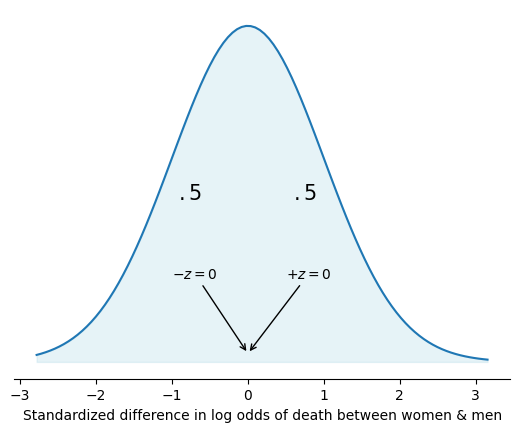 .5 .5
−z = 0 +z = 0
−3 −2 −1 0 1 2 3
Standardized difference in log odds of death between women & men